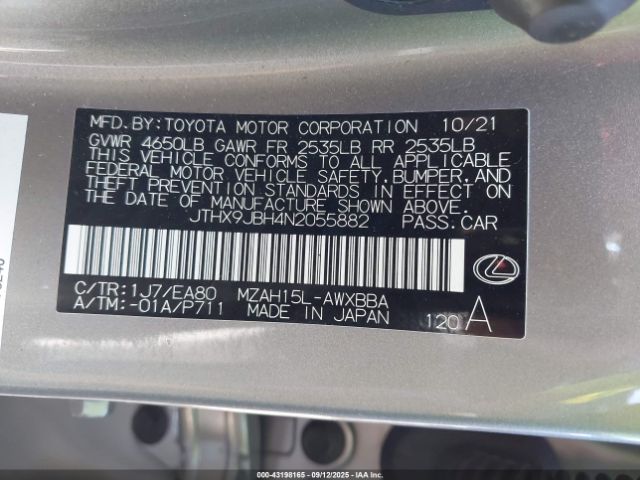 MFD.BY:TOYOTA MOTOR CORPORATION 10/21
GVWR 4650LB GAWR FR 2535LB RR 2535LB
THIS VEHICLE CONFORMS TO ALL APPLICABLE
FEDERAL MOTOR VEHICLE SAFETY,BUMPER,AND
THEFT PREVENTION STANDARDS IN EFFECT ON
THE DATE OF MANUFACTURE SHOWN ABOVE.
JTHX9JBH4N2055882 PASS.CAR
C/TR:1J7/EA80 MZAH15L-AWXBBA
A/TM:-01A/P711 MADE IN JAPAN 120 A
000-43198165 - 09/12/2025 - IAA Inc.